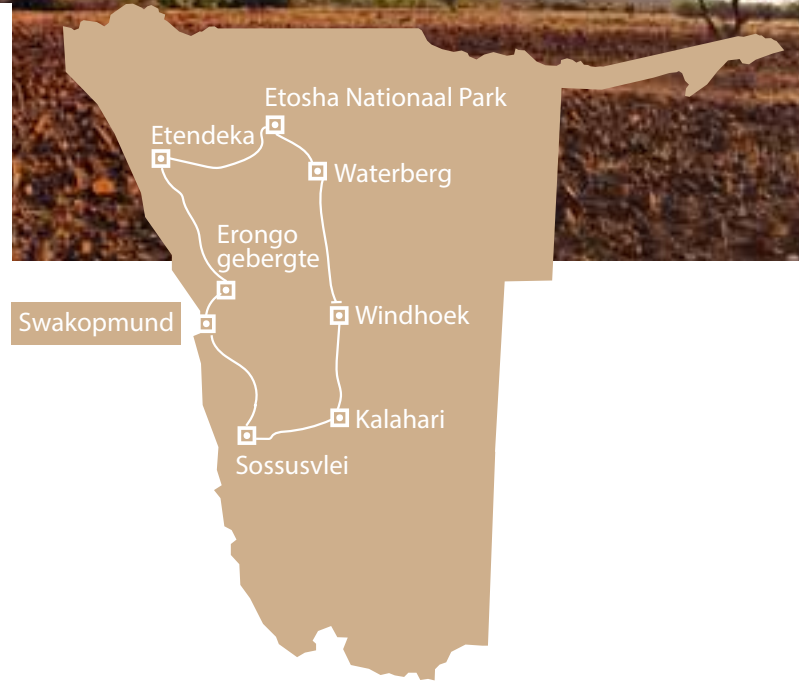 Etosha Nationaal Park
Etendeka
Waterberg
Erongo
gebergte
Swakopmund
Windhoek
Kalahari
Sossusvlei